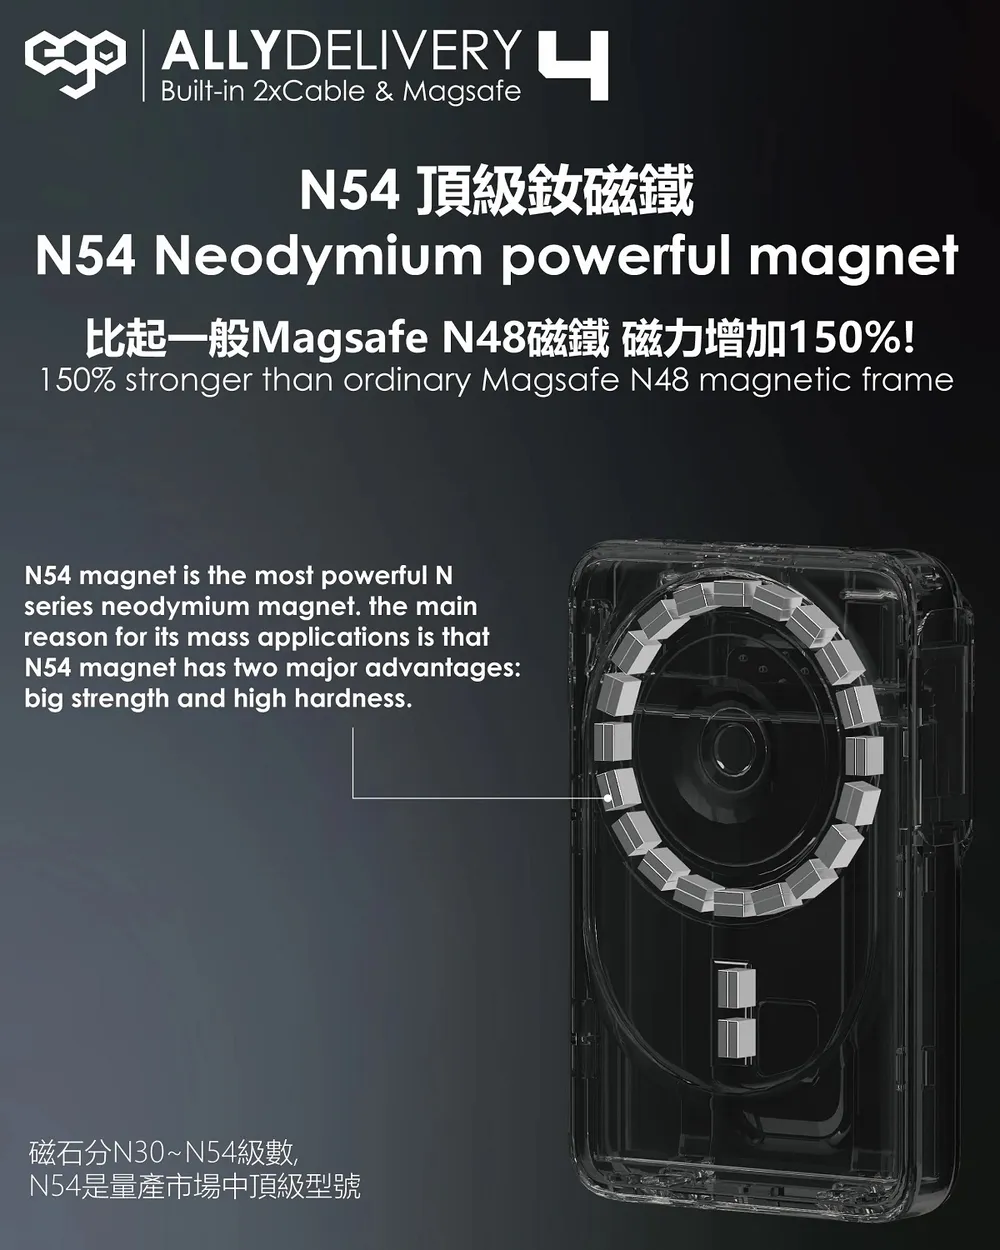 ego
ALLYDELIVERY 4
Built-in 2xCable & Magsafe
N54 頂級釹磁鐵
N54 Neodymium powerful magnet
比起一般Magsafe N48磁鐵 磁力增加150%!
150% stronger than ordinary Magsafe N48 magnetic frame
N54 magnet is the most powerful N
series neodymium magnet. the main
reason for its mass applications is that
N54 magnet has two major advantages:
big strength and high hardness.
磁石分N30~N54級數,
N54是量產市場中頂級型號